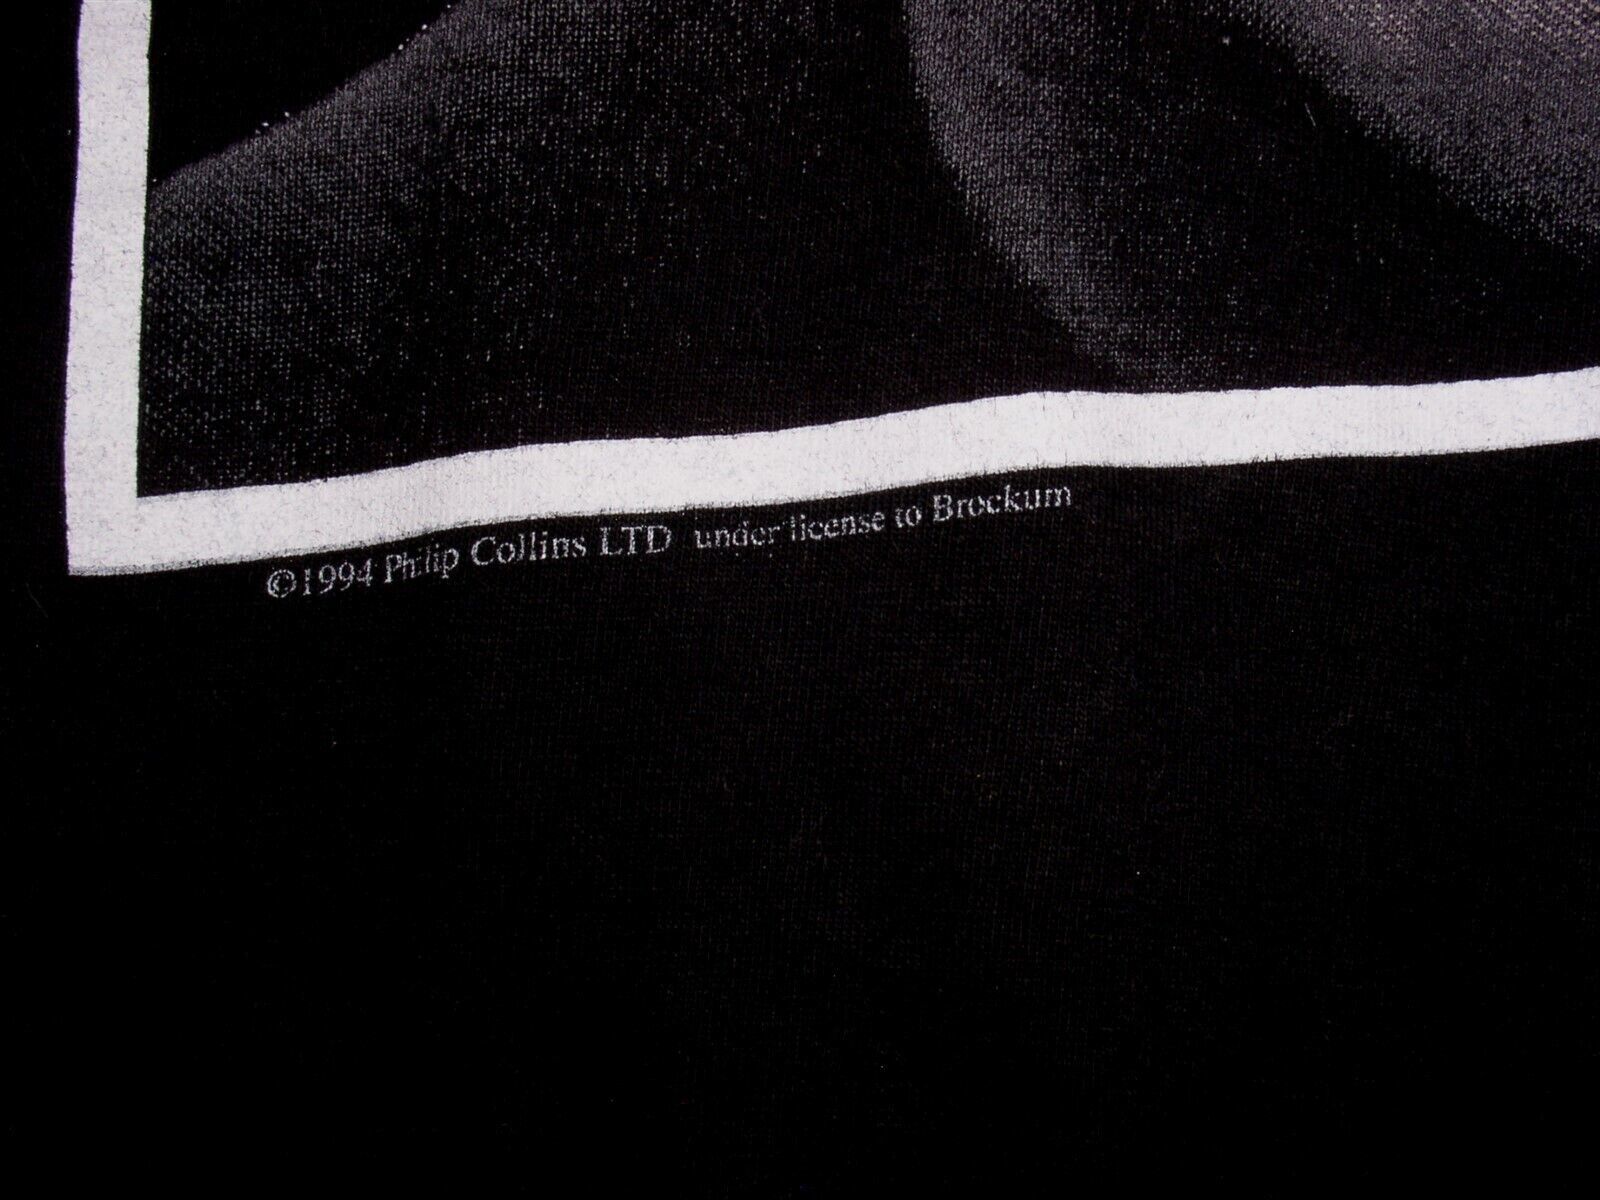 ©1994 Philip Collins LTD under license to Brockum